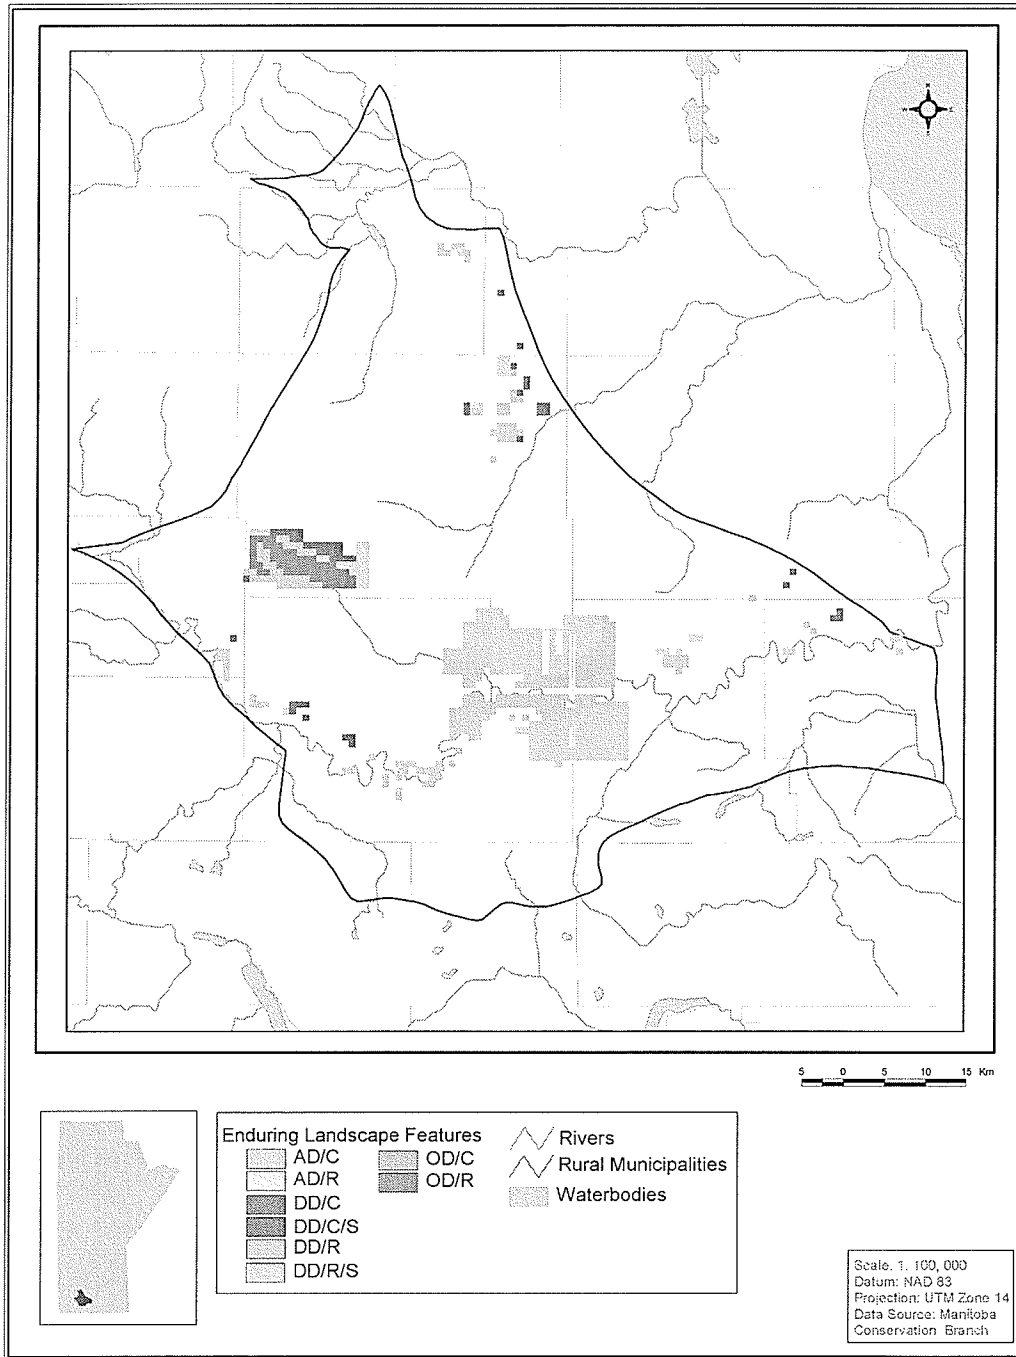 N
W E
S
5 0 5 10 15 Km
Enduring Landscape Features
AD/C
AD/R
DD/C
DD/C/S
DD/R
DD/R/S
OD/C
OD/R
Rivers
Rural Municipalities
Waterbodies
Scale. 1. 100, 000
Datum: NAD 83
Projection: UTM Zone 14
Data Source: Manitoba
Conservation Branch